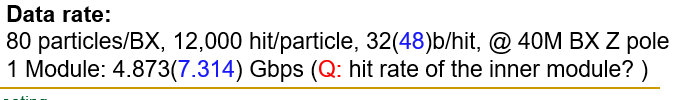 Data rate:
80 particles/BX, 12,000 hit/particle, 32(48)b/hit, @ 40M BX Z pole
1 Module: 4.873(7.314) Gbps (Q: hit rate of the inner module? )